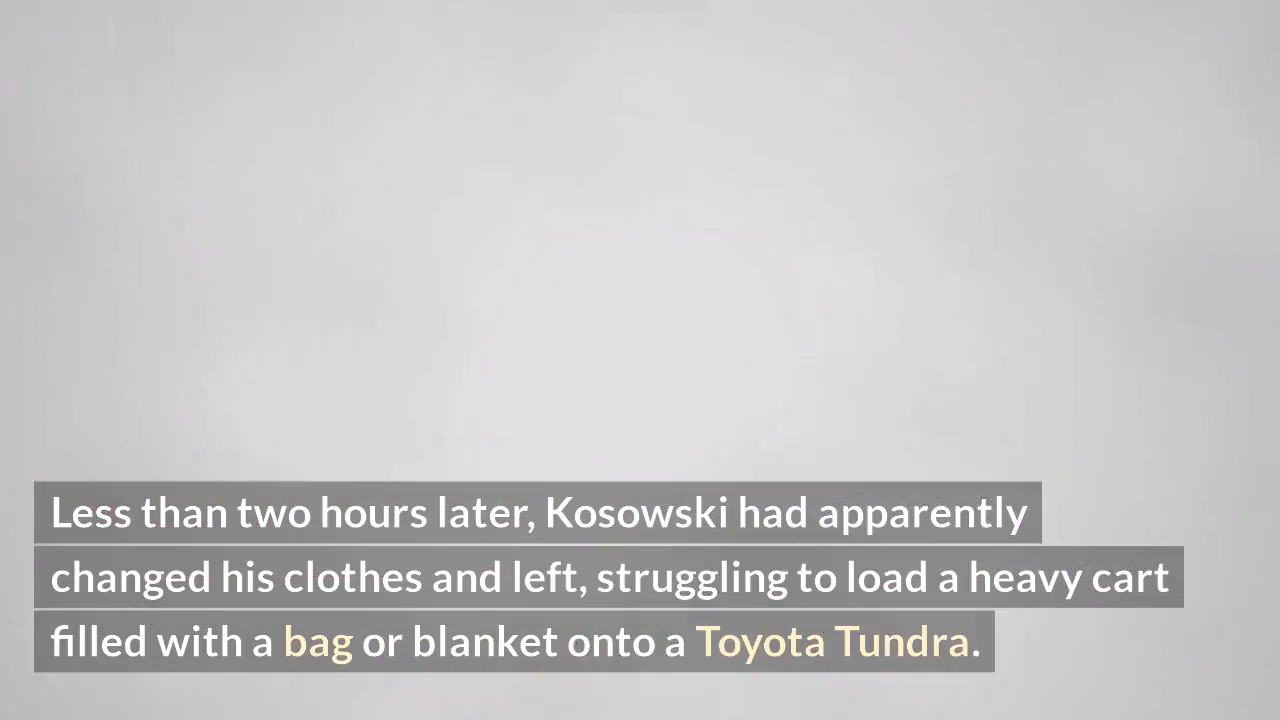 Less than two hours later, Kosowski had apparently
changed his clothes and left, struggling to load a heavy cart
filled with a bag or blanket onto a Toyota Tundra.